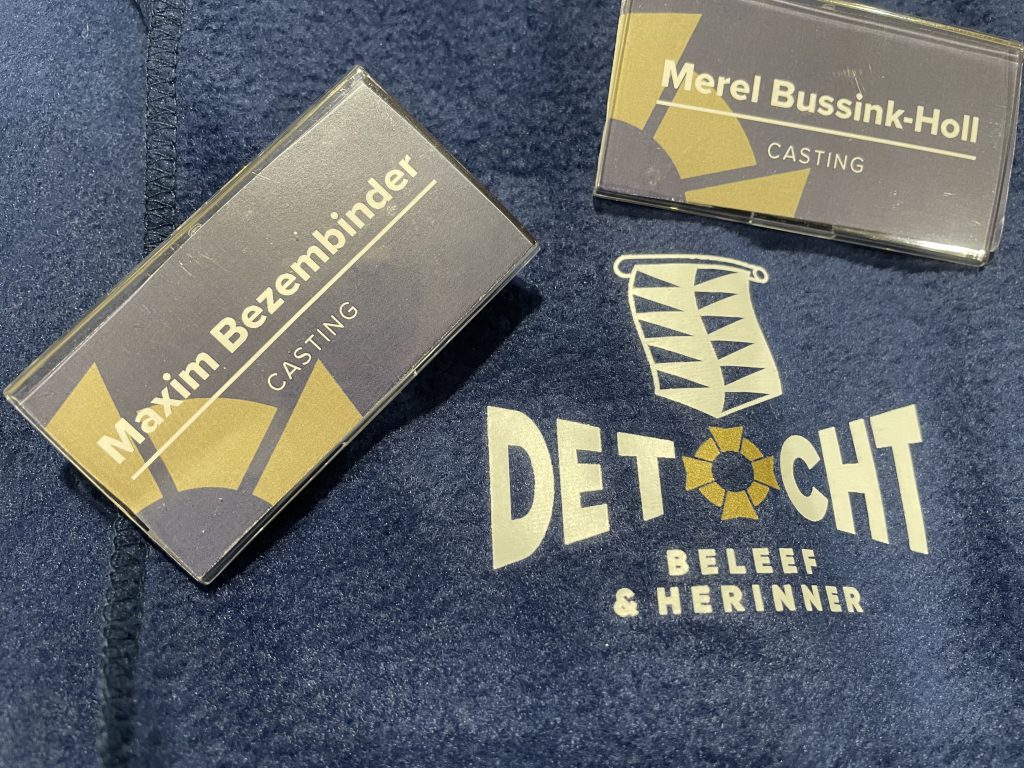 Merel Bussink-Holl
CASTING
Maxim Bezembinder
CASTING
DE TOCHT
BELEEF
& HERINNER